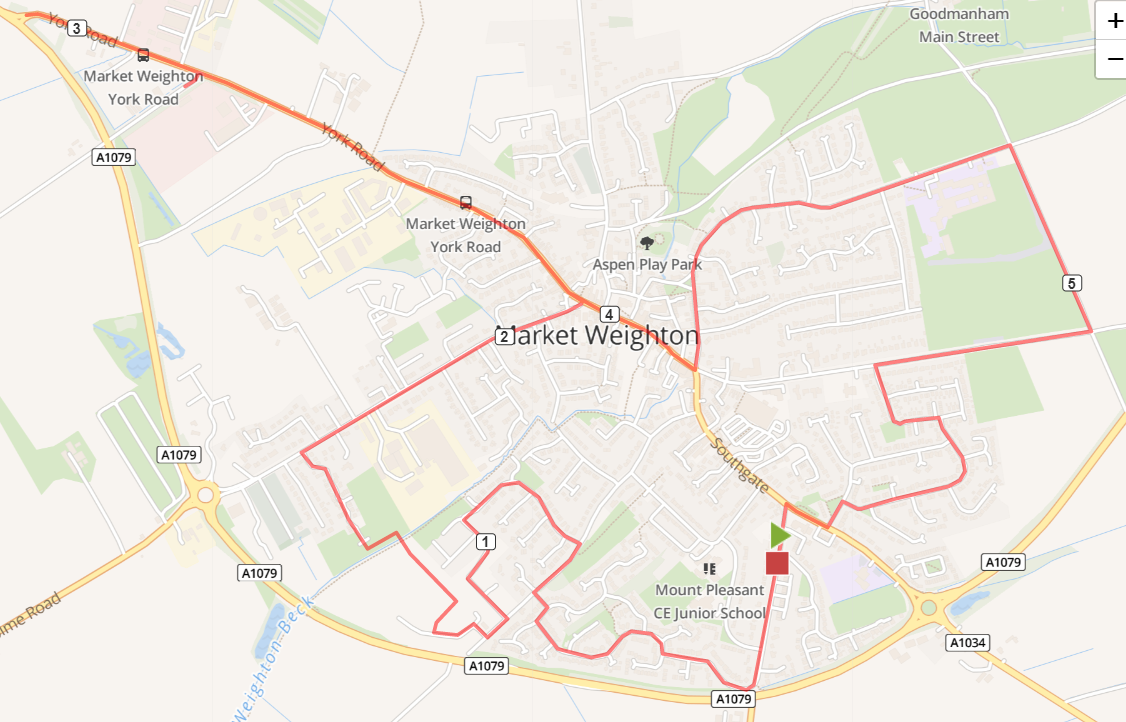 Goodmanham
Main Street
+
−
York Road
3
Market Weighton
York Road
York Road
A1079
Market Weighton
York Road
Aspen Play Park
5
4
2
Market Weighton
A1079
Southgate
1
A1079
A1079
Mount Pleasant
CE Junior School
Weighton Beck
A1034
A1079
A1079
Road